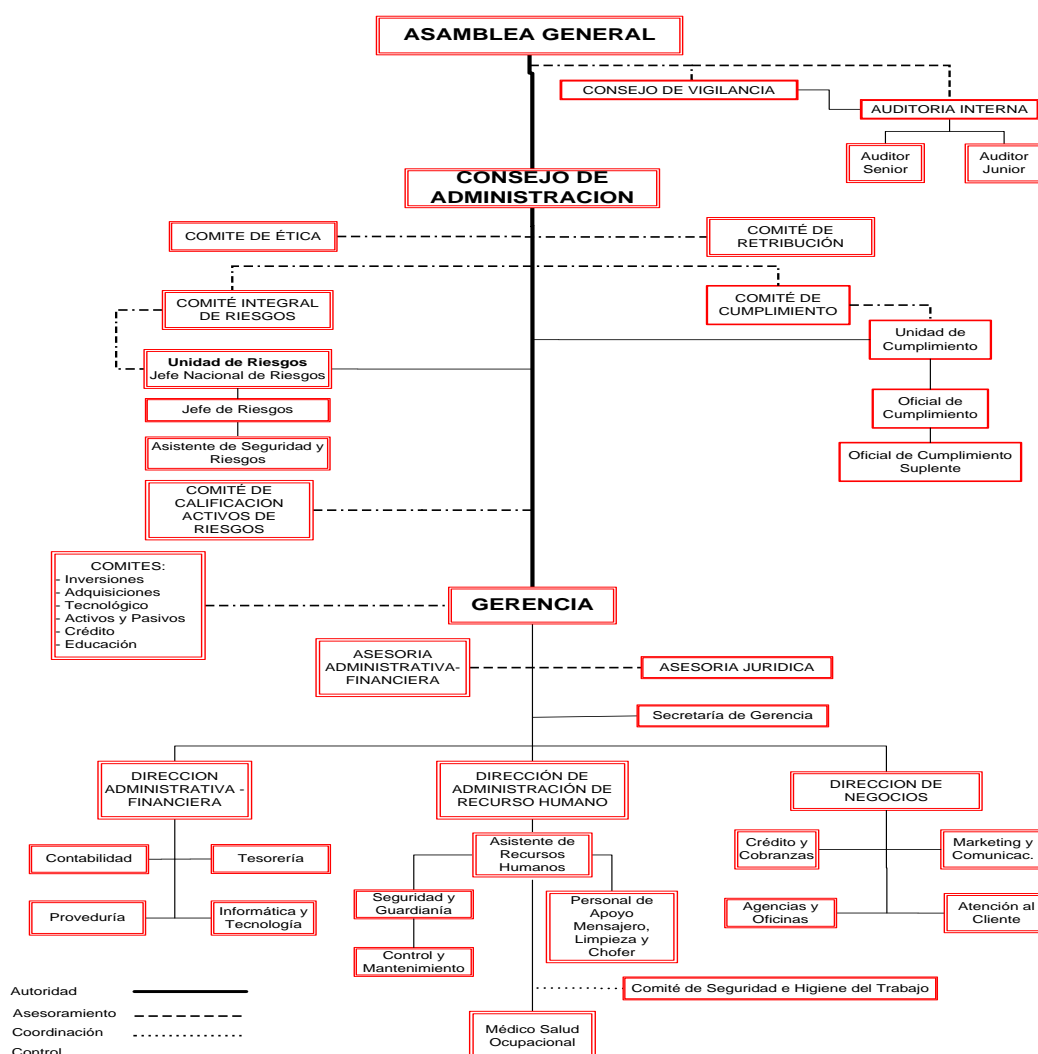 ASAMBLEA GENERAL
CONSEJO DE VIGILANCIA
AUDITORIA INTERNA
Auditor
Senior
Auditor
Junior
CONSEJO DE
ADMINISTRACION
COMITE DE ÉTICA
COMITÉ DE
RETRIBUCIÓN
COMITÉ INTEGRAL
DE RIESGOS
COMITÉ DE
CUMPLIMIENTO
Unidad de
Cumplimiento
Unidad de Riesgos
Jefe Nacional de Riesgos
Jefe de Riesgos
Asistente de Seguridad y
Riesgos
Oficial de
Cumplimiento
Oficial de Cumplimiento
Suplente
COMITÉ DE
CALIFICACION
ACTIVOS DE
RIESGOS
COMITES:
- Inversiones
- Adquisiciones
- Tecnológico
- Activos y Pasivos
- Crédito
- Educación
GERENCIA
ASESORIA
ADMINISTRATIVA-
FINANCIERA
ASESORIA JURIDICA
Secretaría de Gerencia
DIRECCION
ADMINISTRATIVA -
FINANCIERA
DIRECCIÓN DE
ADMINISTRACIÓN DE
RECURSO HUMANO
DIRECCION DE
NEGOCIOS
Contabilidad
Tesorería
Proveduría
Informática y
Tecnología
Asistente de
Recursos
Humanos
Seguridad y
Guardianía
Control y
Mantenimiento
Personal de
Apoyo
Mensajero,
Limpieza y
Chofer
Crédito y
Cobranzas
Marketing y
Comunicac.
Agencias y
Oficinas
Atención al
Cliente
Comité de Seguridad e Higiene del Trabajo
Médico Salud
Ocupacional
Autoridad
Asesoramiento
Coordinación
Control